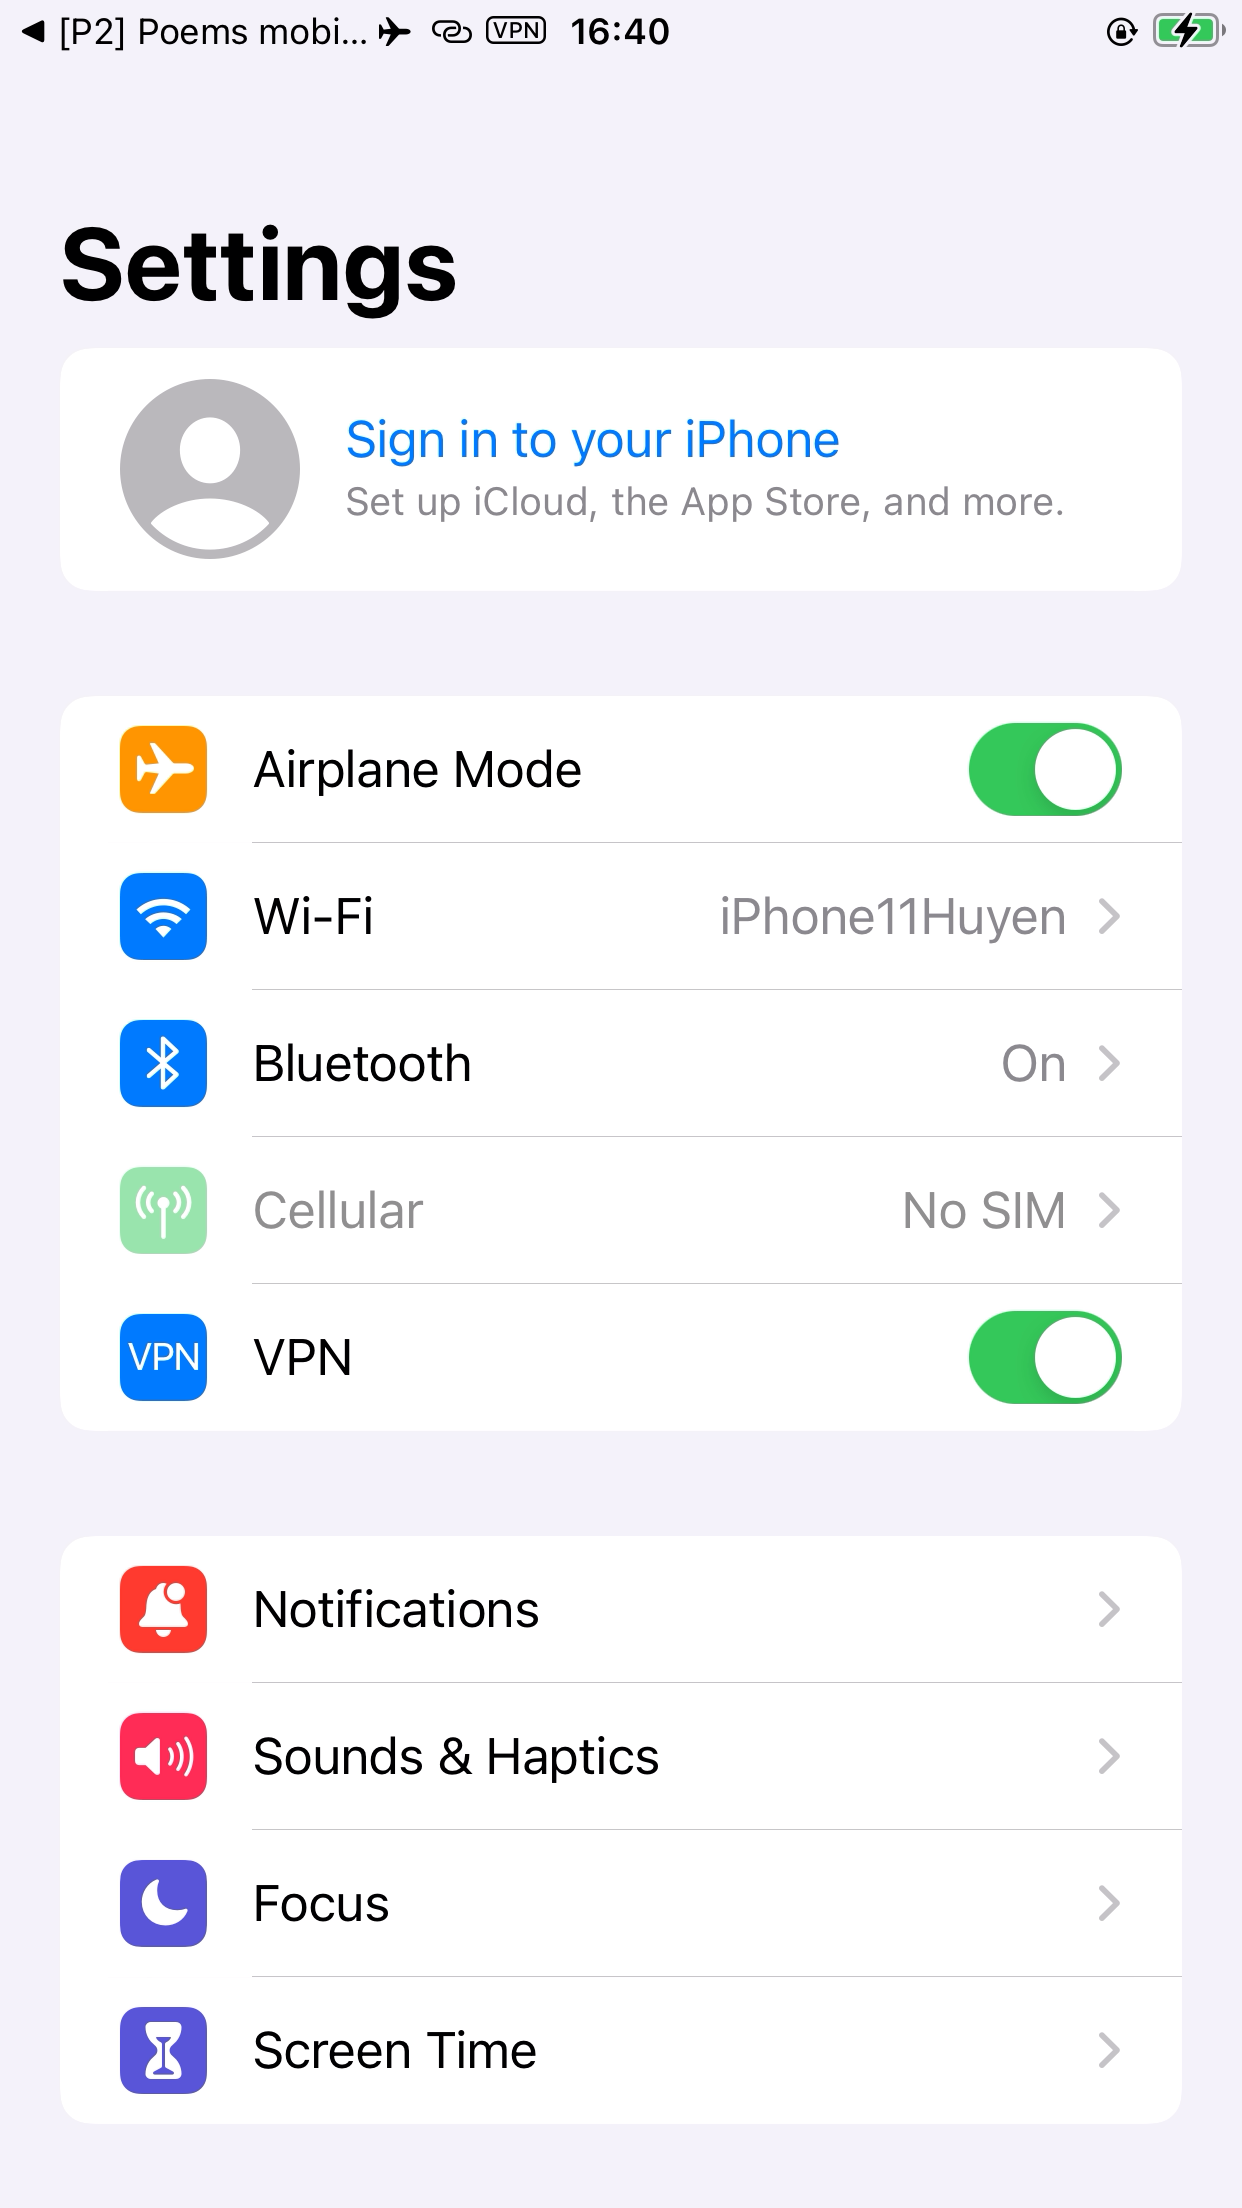 [P2] Poems mobi... VPN 16:40
Settings
Sign in to your iPhone
Set up iCloud, the App Store, and more.
Airplane Mode
Wi-Fi iPhone11Huyen
Bluetooth On
Cellular No SIM
VPN VPN
Notifications
Sounds & Haptics
Focus
Screen Time